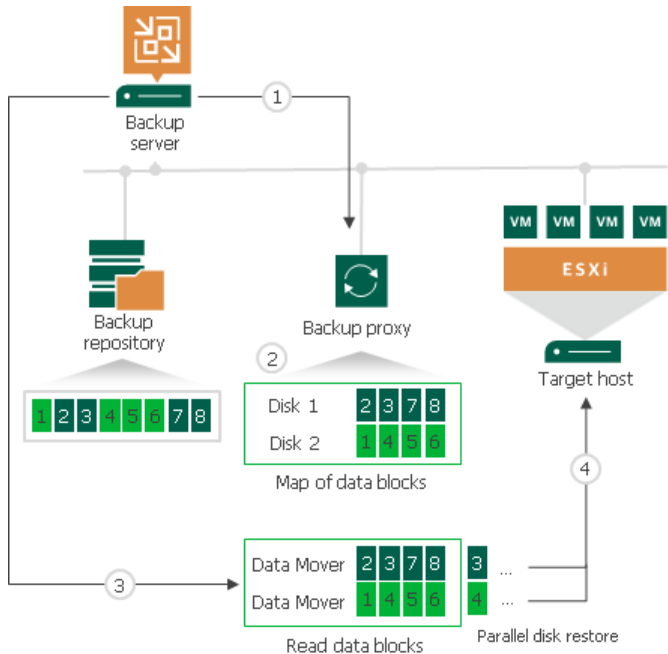 1
Backup
server
VM VM VM VM
ESXi
Backup
repository
Backup proxy
Target host
2
1 2 3 4 5 6 7 8
Disk 1 2 3 7 8
Disk 2 1 4 5 6
Map of data blocks
4
3
Data Mover 2 3 7 8 3 ...
Data Mover 1 4 5 6 4 ...
Read data blocks
Parallel disk restore